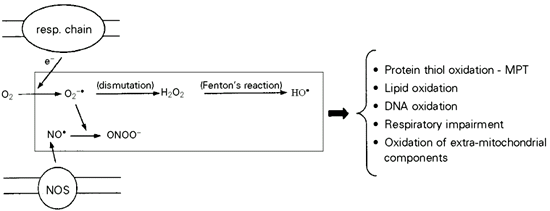 resp. chain
e⁻
O₂ O₂⁻• (dismutation) H₂O₂ (Fenton's reaction) HO•
NO• ONOO⁻
NOS
• Protein thiol oxidation - MPT
• Lipid oxidation
• DNA oxidation
• Respiratory impairment
• Oxidation of extra-mitochondrial
components